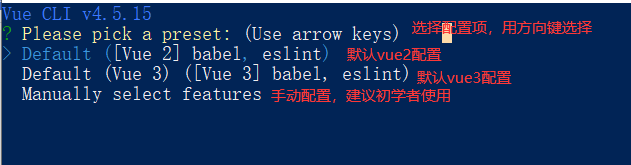 Vue CLI v4.5.15
? Please pick a preset: (Use arrow keys) 选择配置项，用方向键选择
> Default ([Vue 2] babel, eslint) 默认vue2配置
Default (Vue 3) ([Vue 3] babel, eslint) 默认vue3配置
Manually select features 手动配置，建议初学者使用